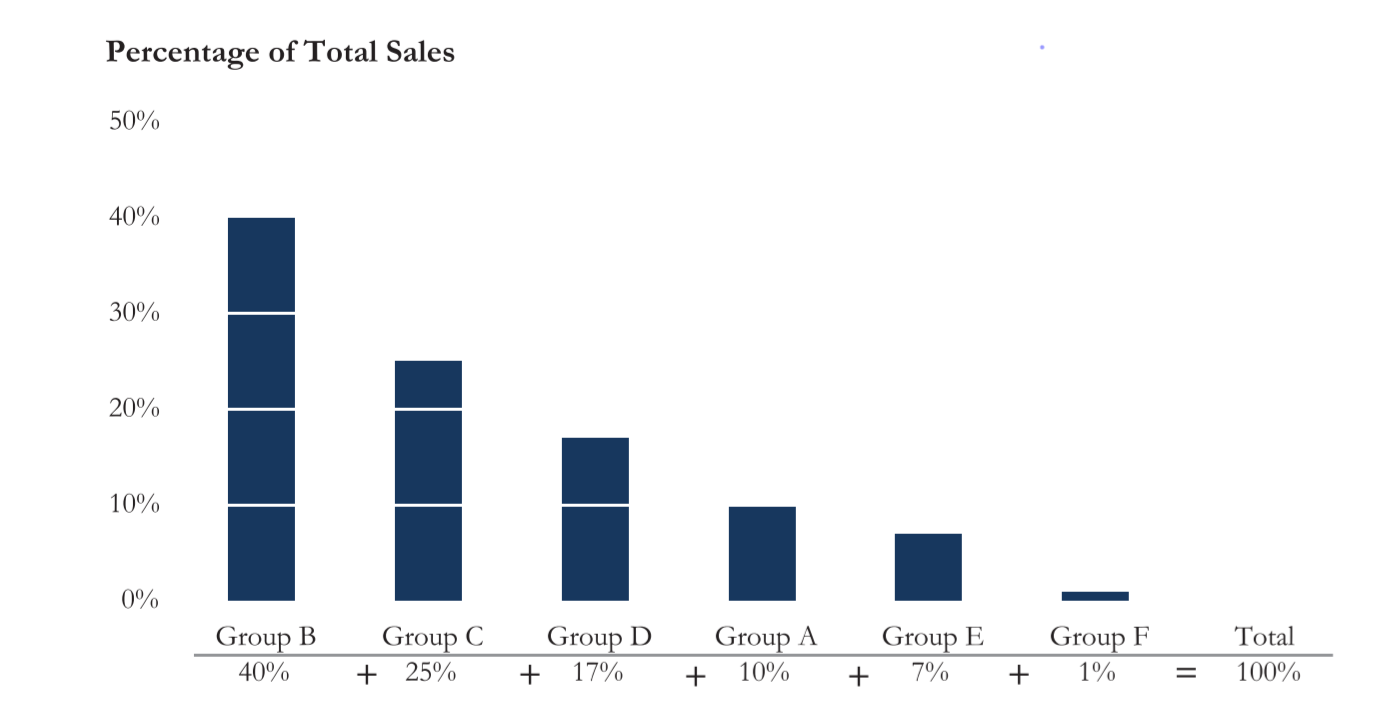 Percentage of Total Sales
50%
40%
30%
20%
10%
0%
Group B Group C Group D Group A Group E Group F Total
40% + 25% + 17% + 10% + 7% + 1% = 100%